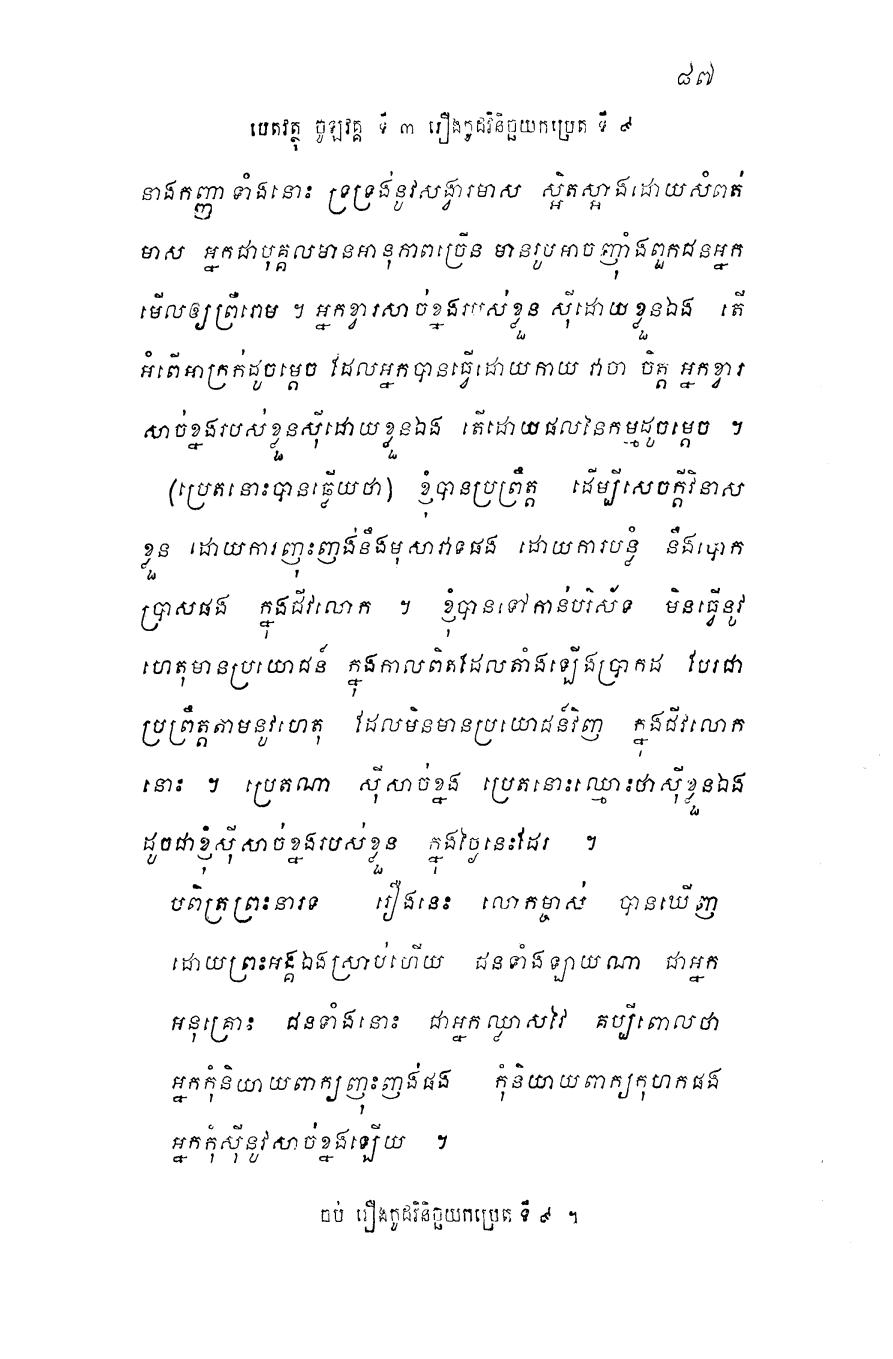 ៨៧
បេតវត្ថុ ចូឡវគ្គ ទី ៣ រឿងកូដវិនិច្ឆយកប្រេត ទី ៩
នាងកញ្ញា ទាំងនោះ ទ្រទ្រង់នូវសង្វារមាស ស្អិតស្អាងដោយសំពត់
មាស អ្នកជាបុគ្គលមានអានុភាពច្រើន មានរូបអាចញុំាងពួកជនអ្នក
មើលឲ្យព្រឺរោម ។ អ្នកខ្វារសាច់ខ្នងរបស់ខ្លួន ស៊ីដោយខ្លួនឯង តើ
អំពើអាក្រក់ដូចម្តេច ដែលអ្នកបានធ្វើដោយកាយ វាចា ចិត្ត អ្នកខ្វារ
សាច់ខ្នងរបស់ខ្លួនស៊ីដោយខ្លួនឯង តើដោយផលនៃកម្មដូចម្តេច ។
(ប្រេតនោះបានធ្លើយថា) ខ្ញុំបានប្រព្រឹត្ត ដើម្បីសេចក្តីវិនាស
ខ្លួន ដោយការញុះញង់នឹងមុសាវាទផង ដោយការបន្លំ នឹងបោក
ប្រាសផង ក្នុងជីវលោក ។ ខ្ញុំបានទៅកាន់បរិស័ទ មិនធ្វើនូវ
ហេតុមានប្រយោជន៍ ក្នុងកាលពិតដែលតាំងឡើងប្រាកដ បែរជា
ប្រព្រឹត្តតាមនូវហេតុ ដែលមិនមានប្រយោជន៍វិញ ក្នុងជីវលោក
នោះ ។ ប្រេតណា ស៊ីសាច់ខ្នង ប្រេតនោះឈ្មោះថាស៊ីខ្លួនឯង
ដូចជាខ្ញុំស៊ីសាច់ខ្នងរបស់ខ្លួន ក្នុងថ្ងៃនេះដែរ ។
បពិត្រព្រះនារទ រឿងនេះ លោកម្ចាស់ បានឃើញ
ដោយព្រះអង្គឯងស្រាប់ហើយ ជនទាំងឡាយណា ជាអ្នក
អនុគ្រោះ ជនទាំងនោះ ជាអ្នកឈ្លាសវៃ គប្បីពោលថា
អ្នកកុំនិយាយពាក្យញុះញង់ផង កុំនិយាយពាក្យកុហកផង
អ្នកកុំស៊ីនូវសាច់ខ្នងឡើយ ។
ចប់ រឿងកូដវិនិច្ឆយកប្រេត ទី ៩ ។